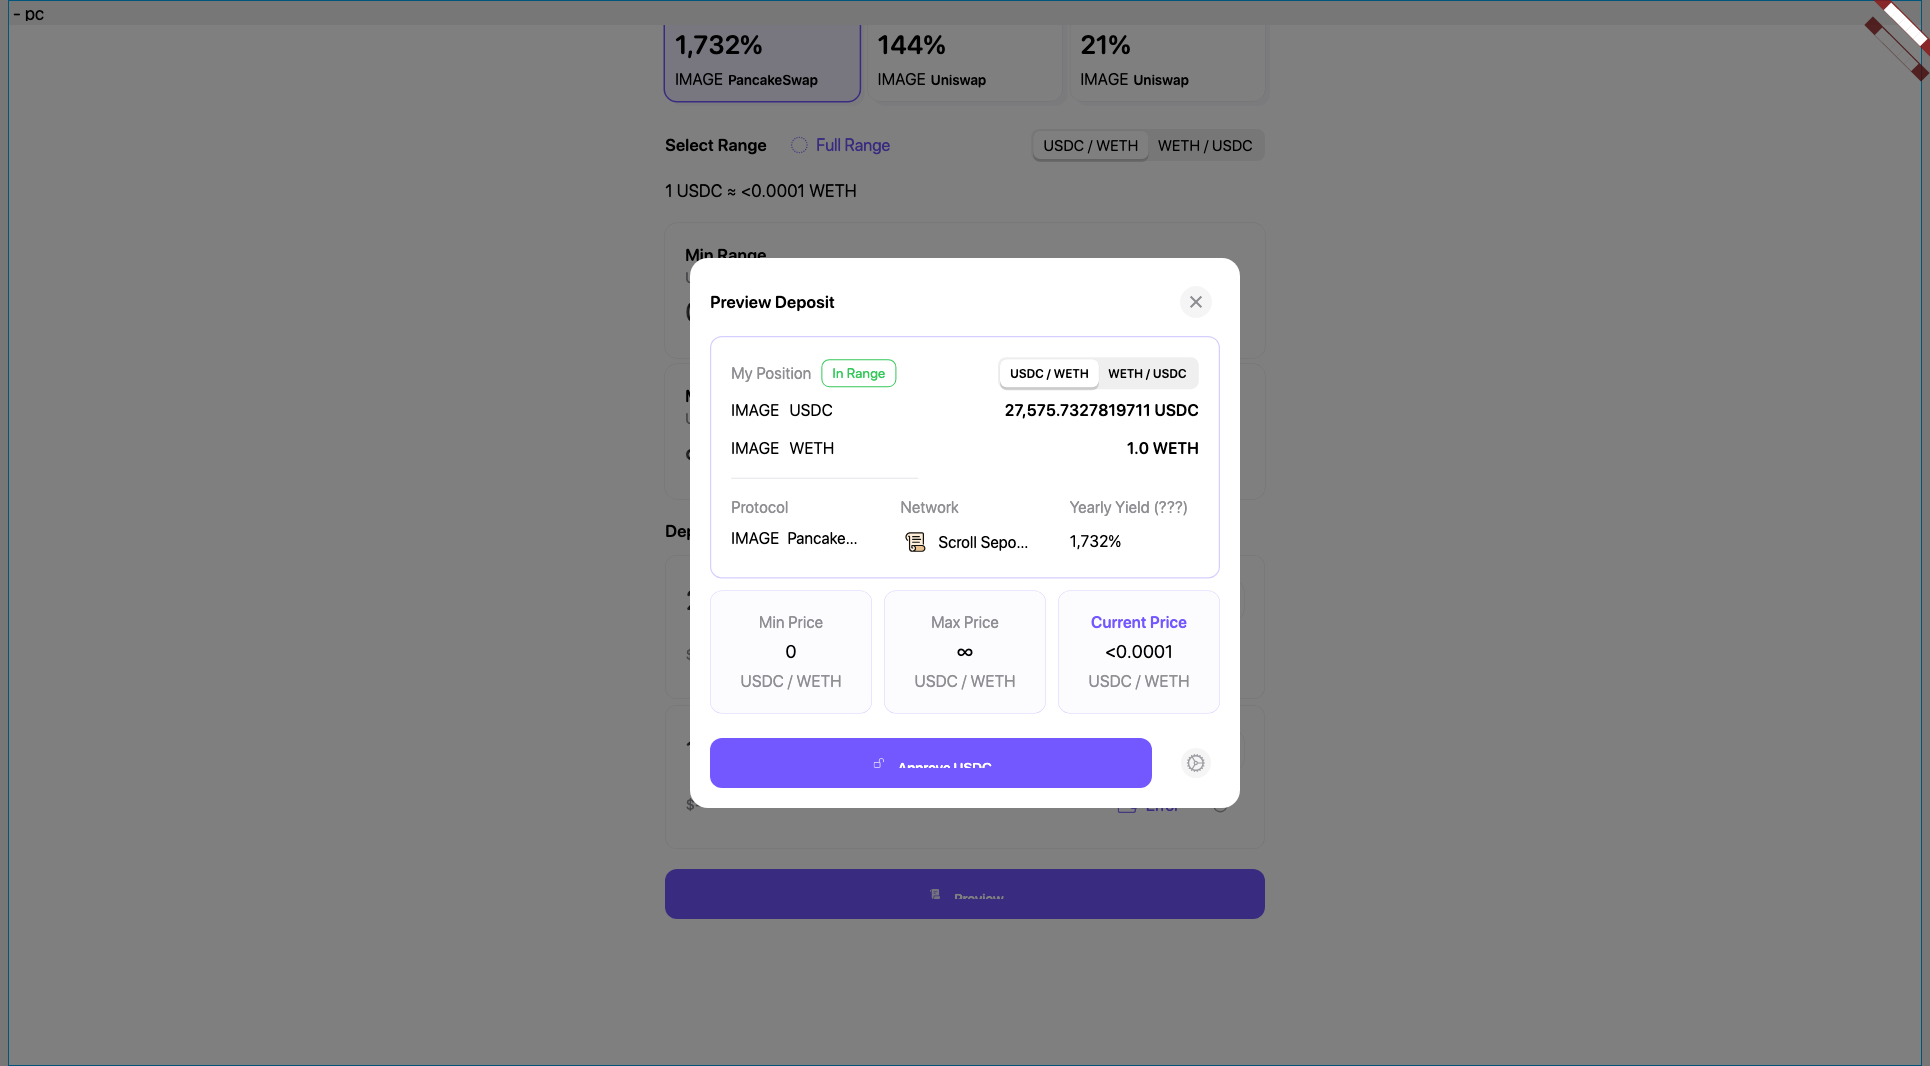 - pc
1,732% 144% 21%
IMAGE PancakeSwap IMAGE Uniswap IMAGE Uniswap
Select Range Full Range USDC / WETH WETH / USDC
1 USDC ≈ <0.0001 WETH
Min Range
Preview Deposit
My Position In Range USDC / WETH WETH / USDC
IMAGE USDC 27,575.7327819711 USDC
IMAGE WETH 1.0 WETH
Protocol Network Yearly Yield (???)
IMAGE Pancake... Scroll Sepo... 1,732%
Min Price Max Price Current Price
0 ∞ <0.0001
USDC / WETH USDC / WETH USDC / WETH
Approve USDC
$
Error
Preview